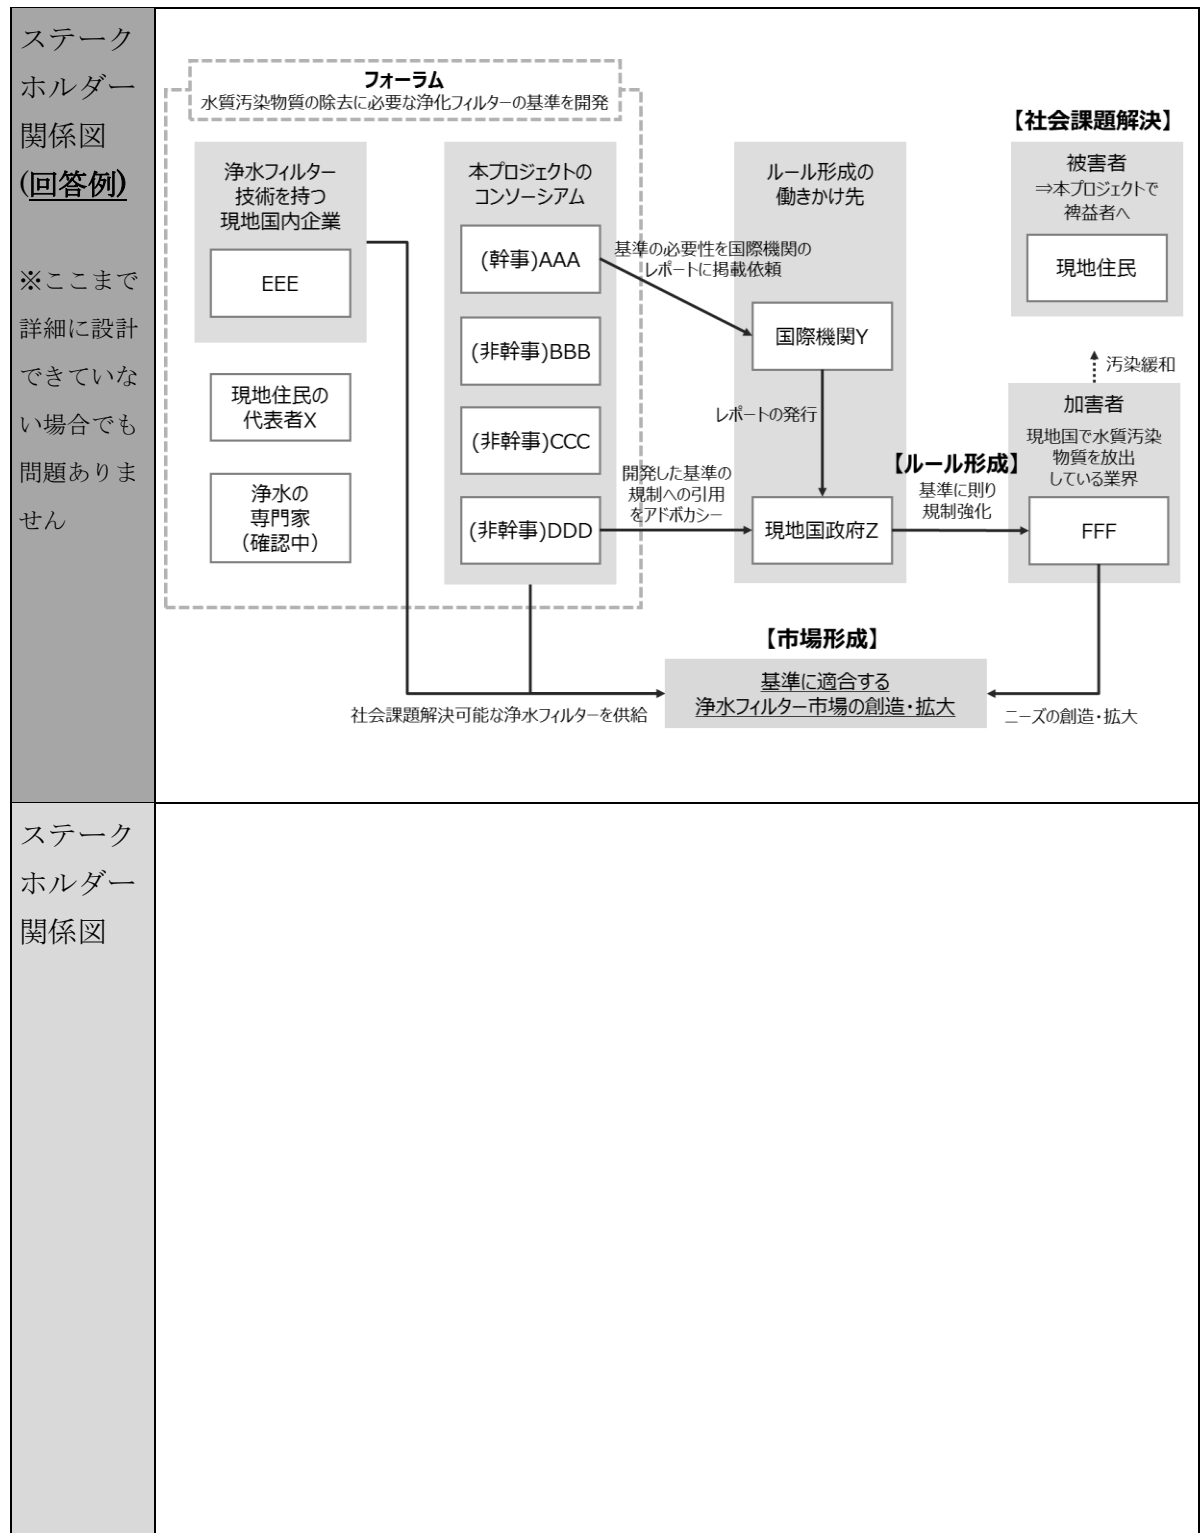 ステーク
ホルダー
関係図
(回答例)
※ここまで
詳細に設計
できていな
い場合でも
問題ありま
せん
フォーラム
水質汚染物質の除去に必要な浄化フィルターの基準を開発
浄水フィルター
技術を持つ
現地国内企業
EEE
現地住民の
代表者X
浄水の
専門家
（確認中）
本プロジェクトの
コンソーシアム
(幹事)AAA
(非幹事)BBB
(非幹事)CCC
(非幹事)DDD
基準の必要性を国際機関の
レポートに掲載依頼
開発した基準の
規制への引用
をアドボカシー
ルール形成の
働きかけ先
国際機関Y
レポートの発行
現地国政府Z
【ルール形成】
基準に則り
規制強化
【社会課題解決】
被害者
⇒本プロジェクトで
裨益者へ
現地住民
汚染緩和
加害者
現地国で水質汚染
物質を放出
している業界
FFF
【市場形成】
基準に適合する
浄水フィルター市場の創造・拡大
社会課題解決可能な浄水フィルターを供給
ニーズの創造・拡大
ステーク
ホルダー
関係図